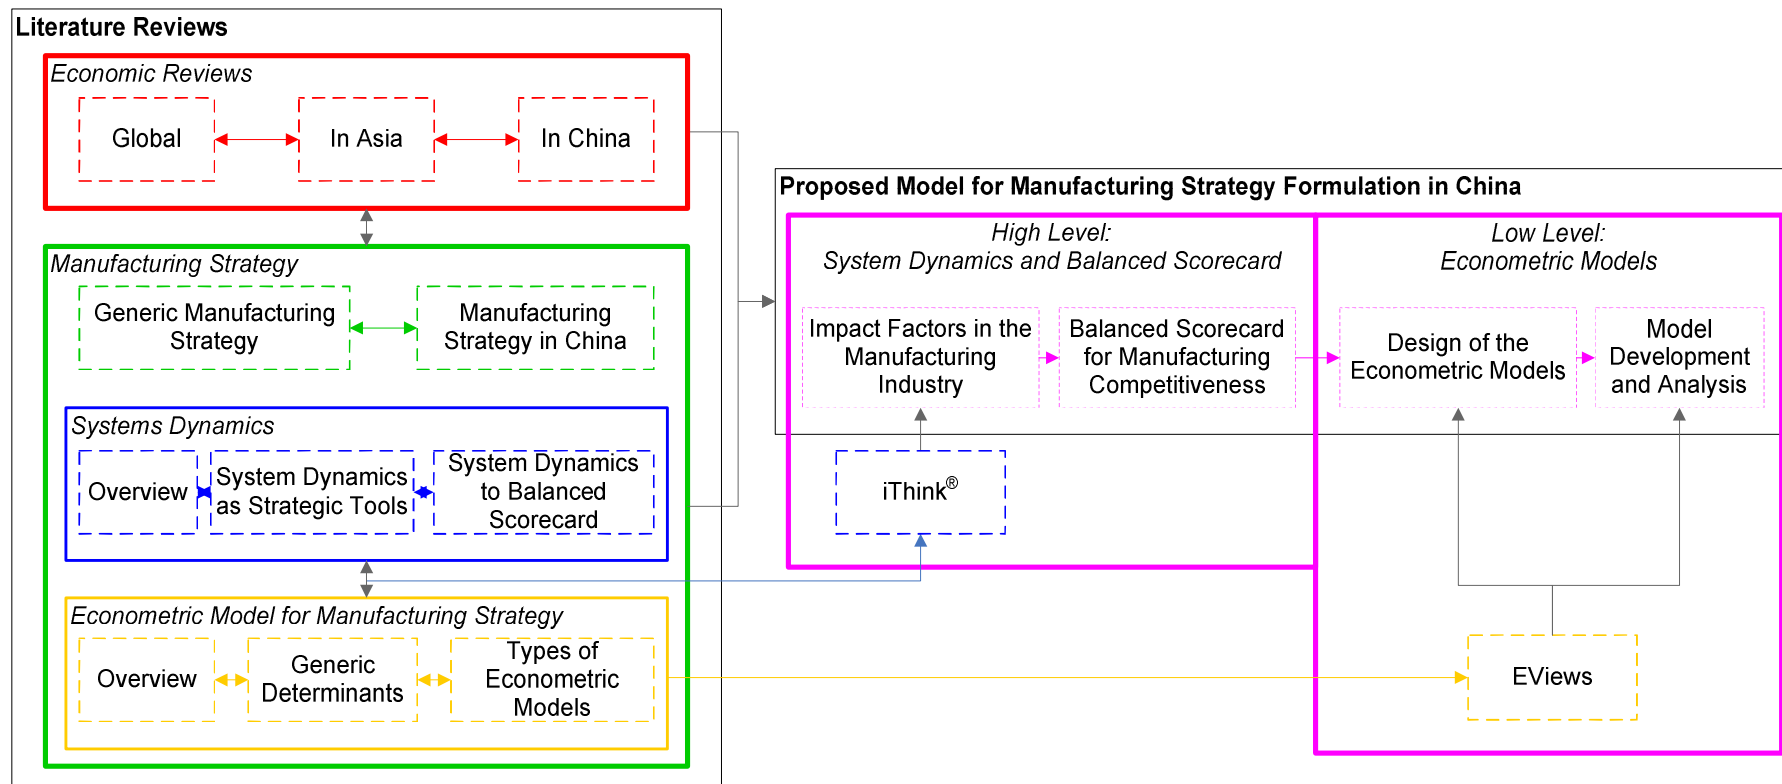 Literature Reviews
Economic Reviews
Global
In Asia
In China
Manufacturing Strategy
Generic Manufacturing
Strategy
Manufacturing
Strategy in China
Systems Dynamics
Overview
System Dynamics
as Strategic Tools
System Dynamics
to Balanced
Scorecard
Econometric Model for Manufacturing Strategy
Overview
Generic
Determinants
Types of
Econometric
Models
Proposed Model for Manufacturing Strategy Formulation in China
High Level:
System Dynamics and Balanced Scorecard
Impact Factors in the
Manufacturing
Industry
Balanced Scorecard
for Manufacturing
Competitiveness
iThink®
Low Level:
Econometric Models
Design of the
Econometric Models
Model
Development
and Analysis
EViews